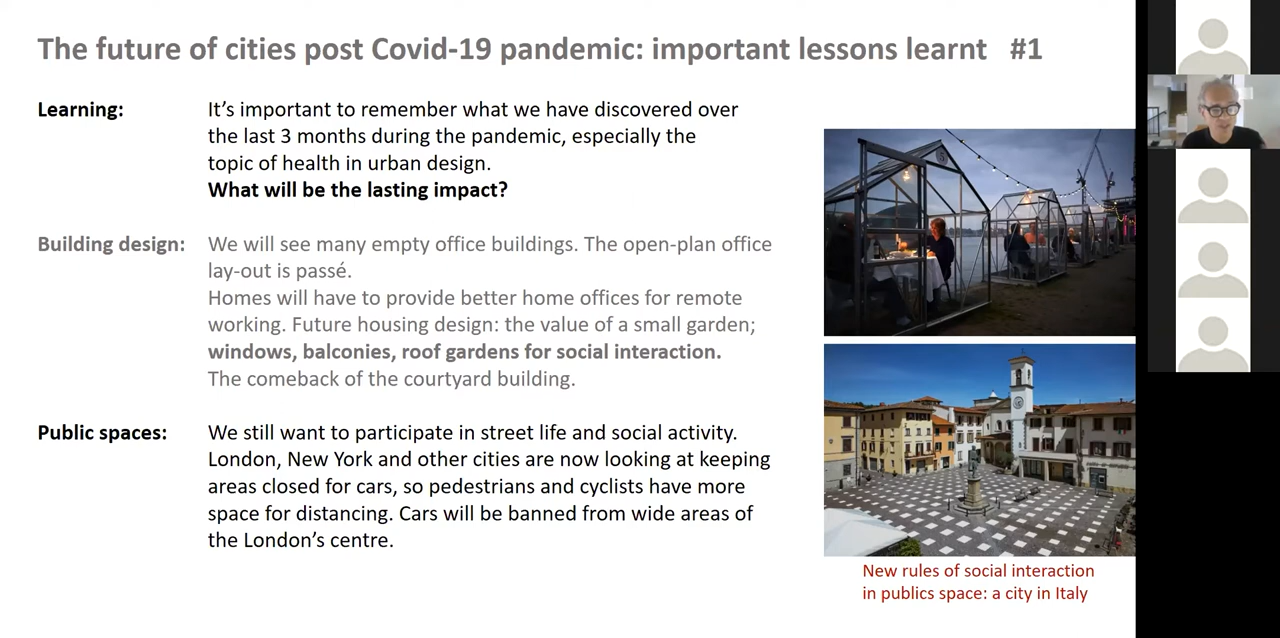 The future of cities post Covid-19 pandemic: important lessons learnt #1
Learning: It’s important to remember what we have discovered over
the last 3 months during the pandemic, especially the
topic of health in urban design.
What will be the lasting impact?
Building design: We will see many empty office buildings. The open-plan office
lay-out is passé.
Homes will have to provide better home offices for remote
working. Future housing design: the value of a small garden;
windows, balconies, roof gardens for social interaction.
The comeback of the courtyard building.
Public spaces: We still want to participate in street life and social activity.
London, New York and other cities are now looking at keeping
areas closed for cars, so pedestrians and cyclists have more
space for distancing. Cars will be banned from wide areas of
the London’s centre.
New rules of social interaction
in publics space: a city in Italy